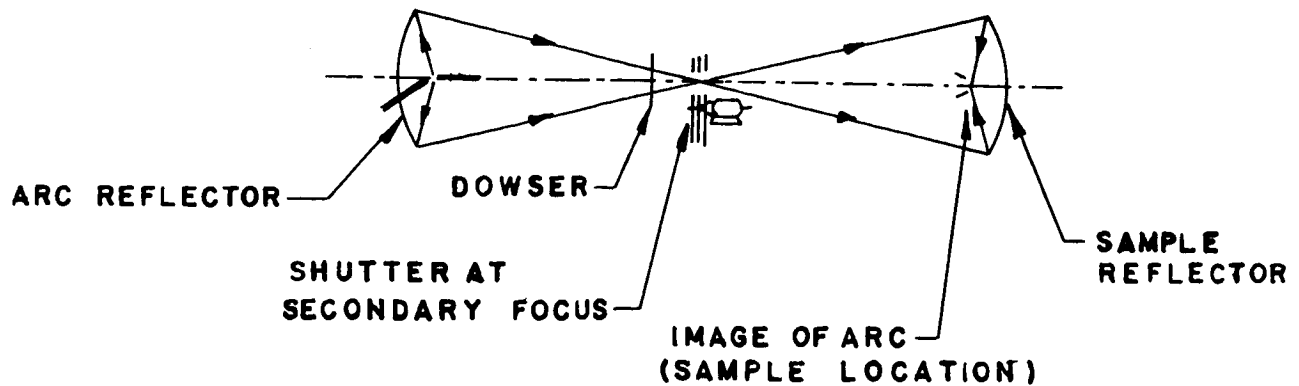 ARC REFLECTOR
DOWSER
SHUTTER AT
SECONDARY FOCUS
IMAGE OF ARC
(SAMPLE LOCATION)
SAMPLE
REFLECTOR